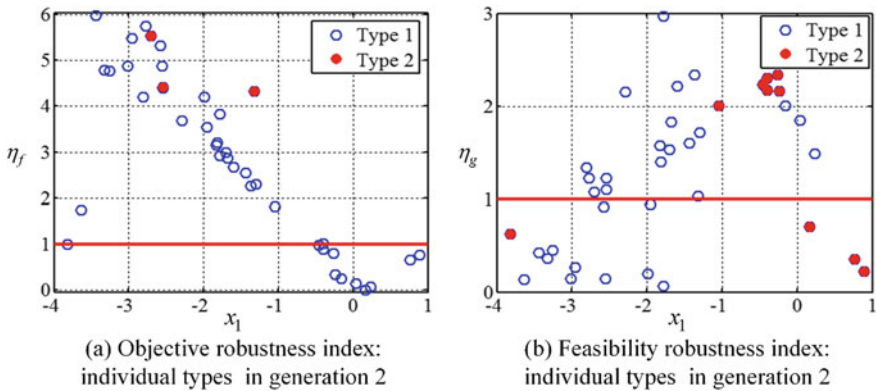 6
5
4
3
2
1
0
η_f
-4
-3
-2
-1
0
1
x_1
Type 1
Type 2
(a) Objective robustness index:
individual types in generation 2
3
2
1
0
η_g
-4
-3
-2
-1
0
1
x_1
Type 1
Type 2
(b) Feasibility robustness index:
individual types in generation 2